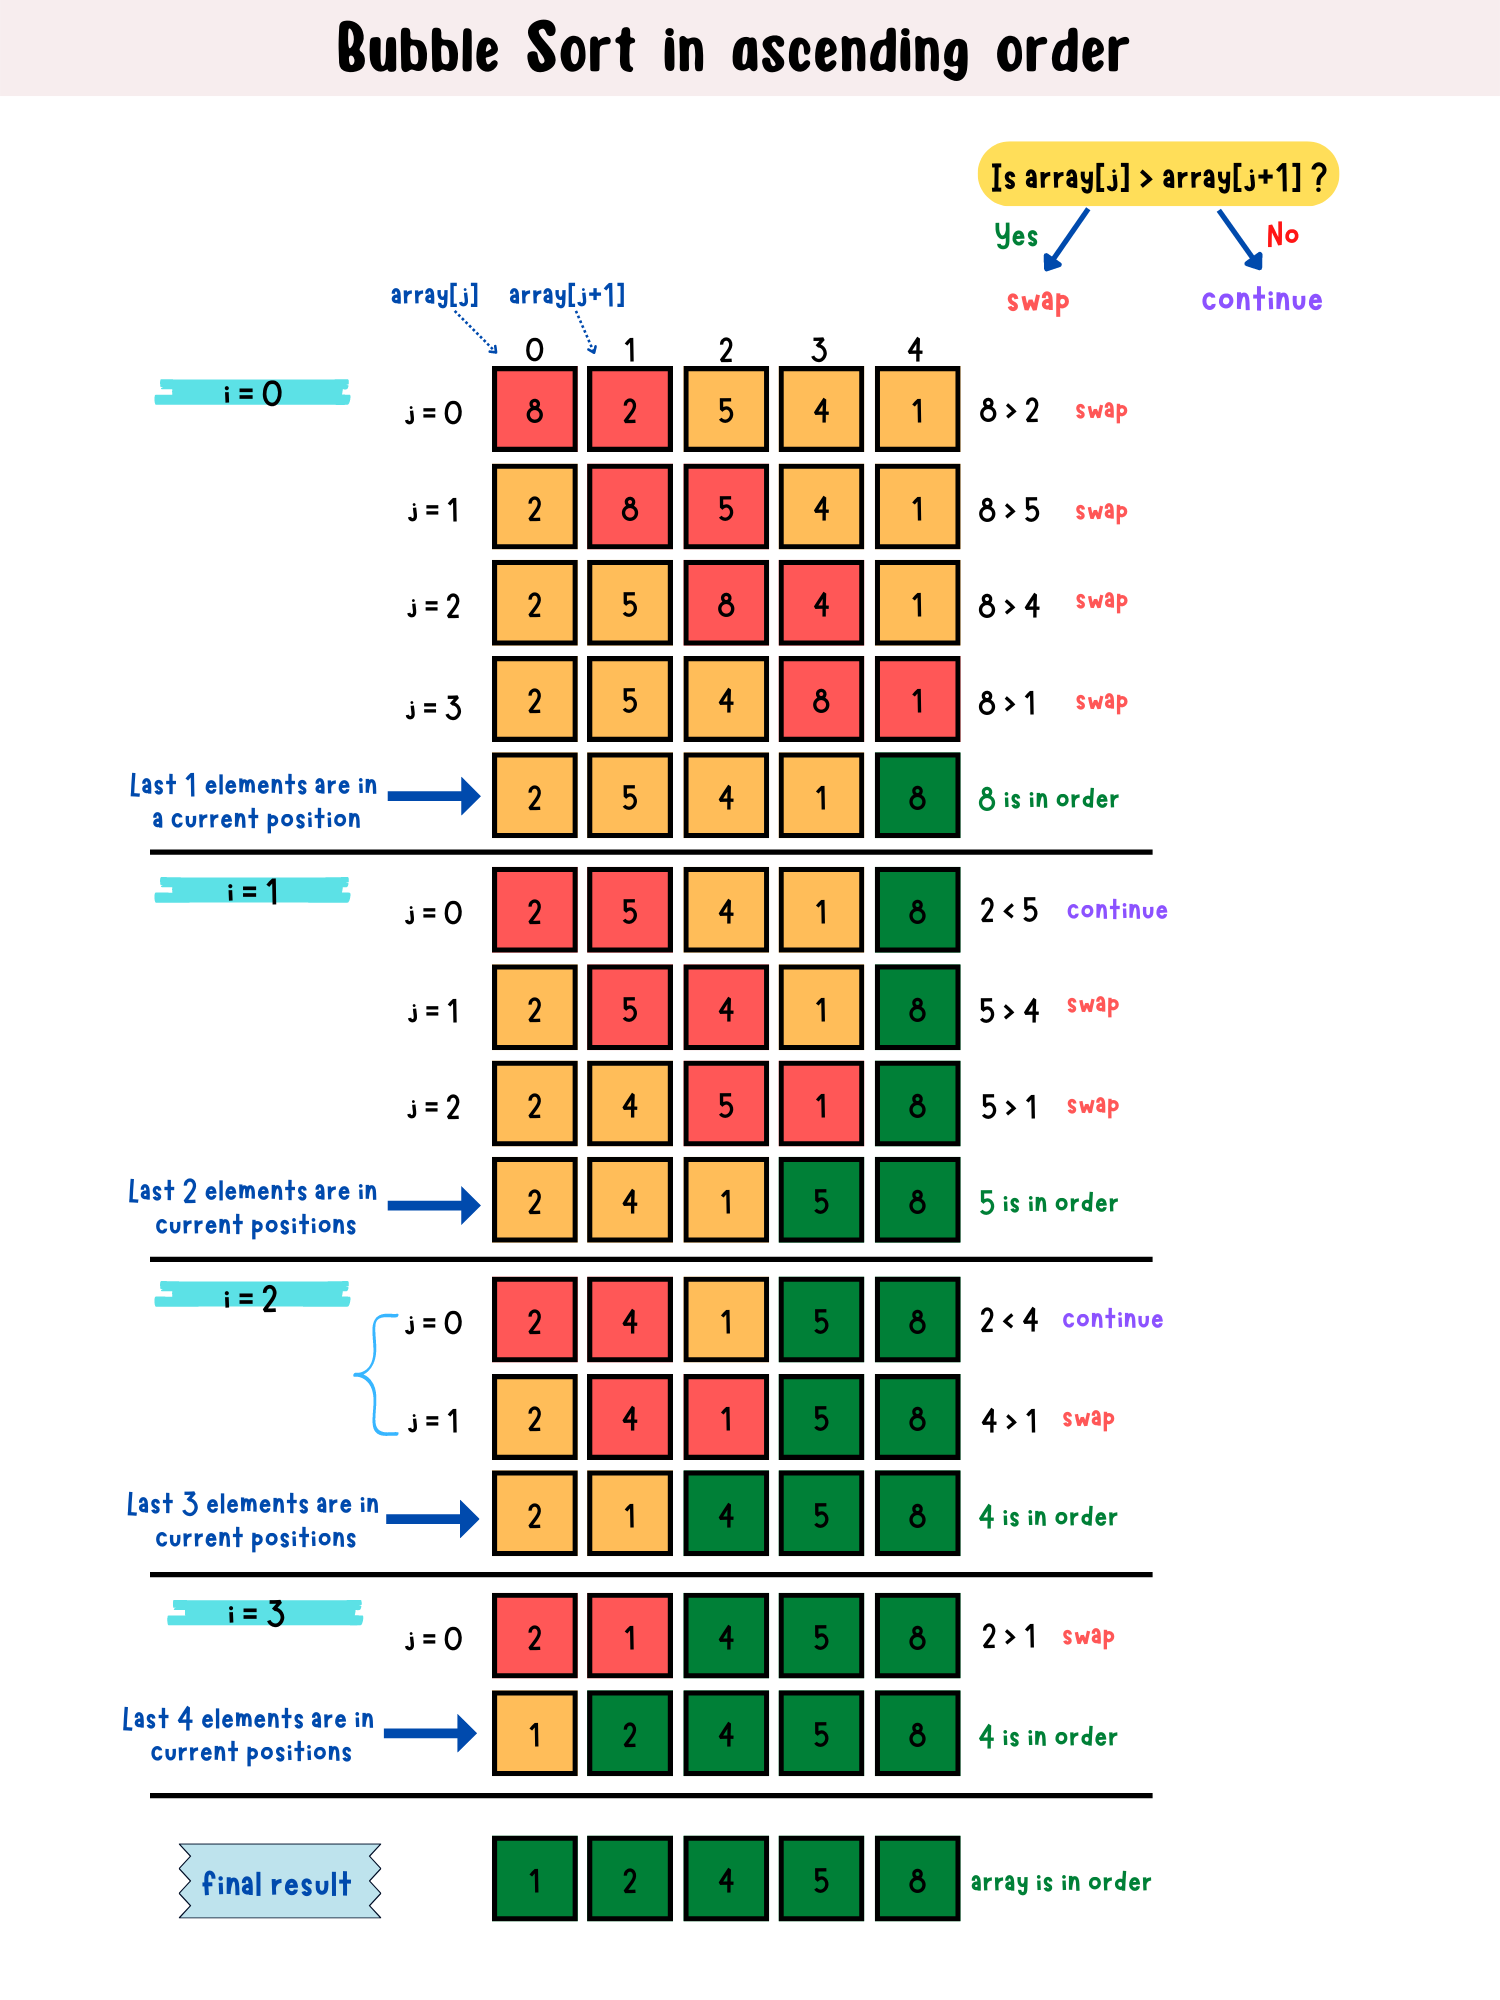 Bubble Sort in ascending order
Is array[j] > array[j+1] ?
Yes
No
swap
continue
array[j] array[j+1]
0 1 2 3 4
i = 0
j = 0 8 2 5 4 1 8 > 2 swap
j = 1 2 8 5 4 1 8 > 5 swap
j = 2 2 5 8 4 1 8 > 4 swap
j = 3 2 5 4 8 1 8 > 1 swap
Last 1 elements are in
a current position
2 5 4 1 8 8 is in order
i = 1
j = 0 2 5 4 1 8 2 < 5 continue
j = 1 2 5 4 1 8 5 > 4 swap
j = 2 2 4 5 1 8 5 > 1 swap
Last 2 elements are in
current positions
2 4 1 5 8 5 is in order
i = 2
j = 0 2 4 1 5 8 2 < 4 continue
j = 1 2 4 1 5 8 4 > 1 swap
Last 3 elements are in
current positions
2 1 4 5 8 4 is in order
i = 3
j = 0 2 1 4 5 8 2 > 1 swap
Last 4 elements are in
current positions
1 2 4 5 8 4 is in order
final result 1 2 4 5 8 array is in order